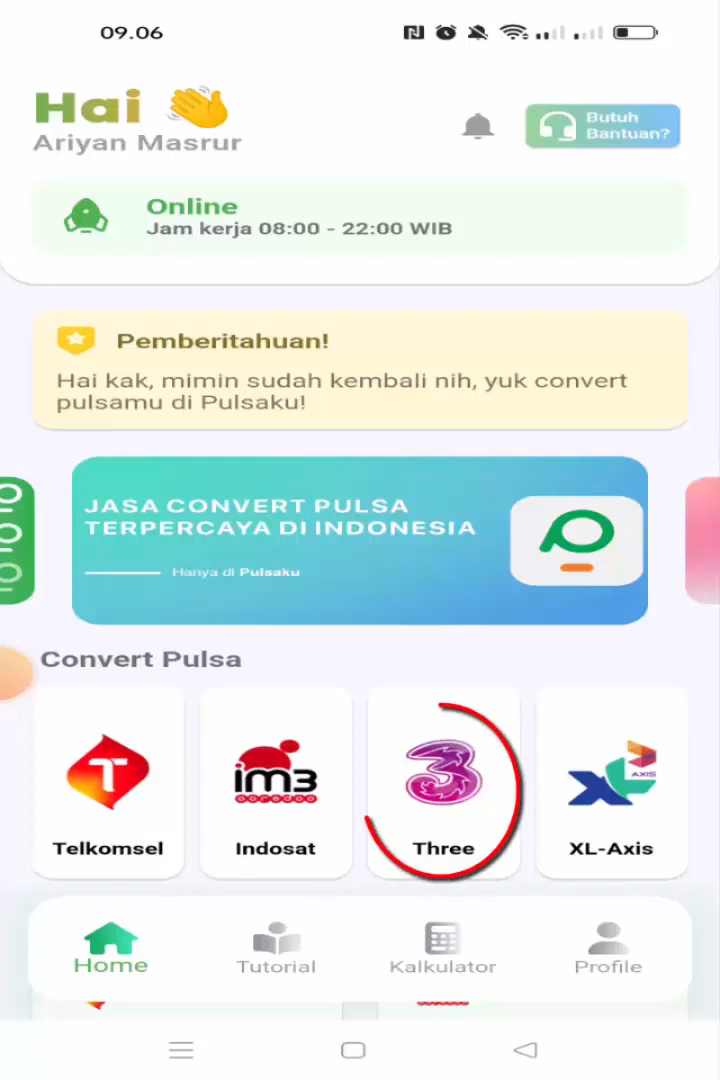 09.06
Hai
Ariyan Masrur
Butuh
Bantuan?
Online
Jam kerja 08:00 - 22:00 WIB
Pemberitahuan!
Hai kak, mimin sudah kembali nih, yuk convert
pulsamu di Pulsaku!
JASA CONVERT PULSA
TERPERCAYA DI INDONESIA
Hanya di Pulsaku
Convert Pulsa
T
im3
ooredoo
3
XL
AXIS
Telkomsel
Indosat
Three
XL-Axis
Home
Tutorial
Kalkulator
Profile